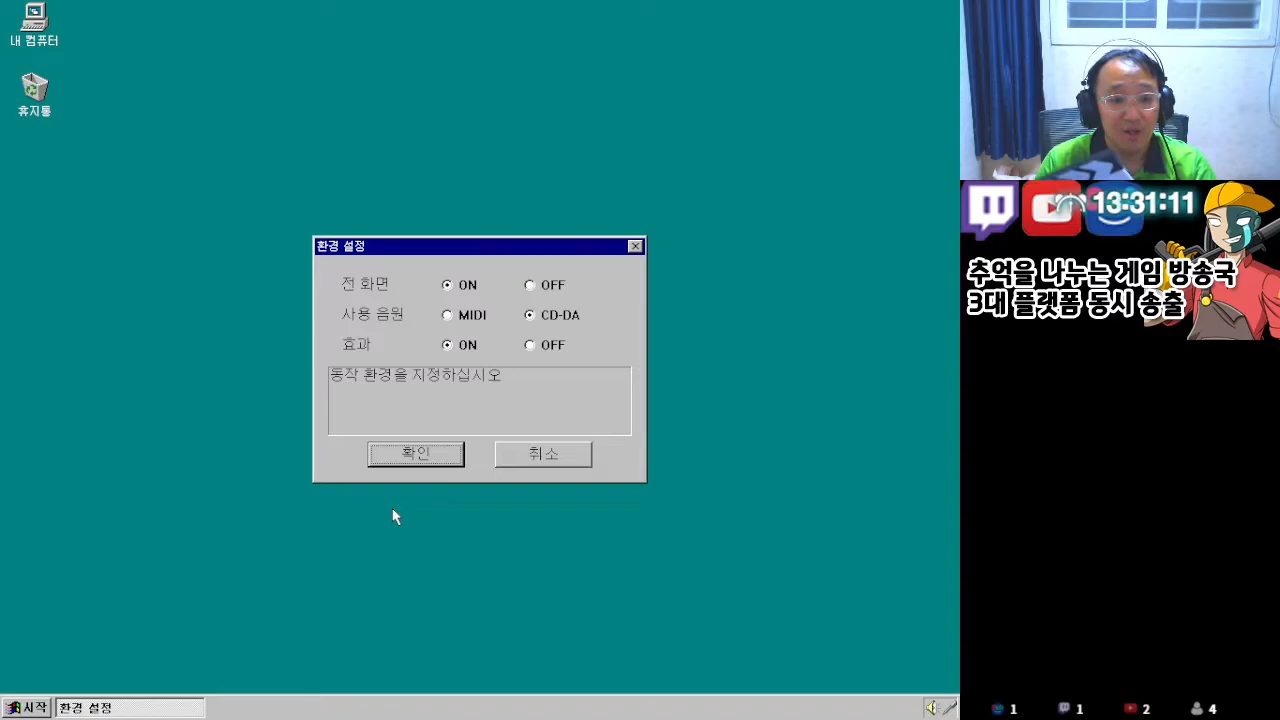 내 컴퓨터
휴지통
환경 설정
전 화면 ON OFF
사용 음원 MIDI CD-DA
효과 ON OFF
동작 환경을 지정하십시오
확인 취소
시작 환경 설정
13:31:11
추억을 나누는 게임 방송국
3대 플랫폼 동시 송출
1 1 2 4